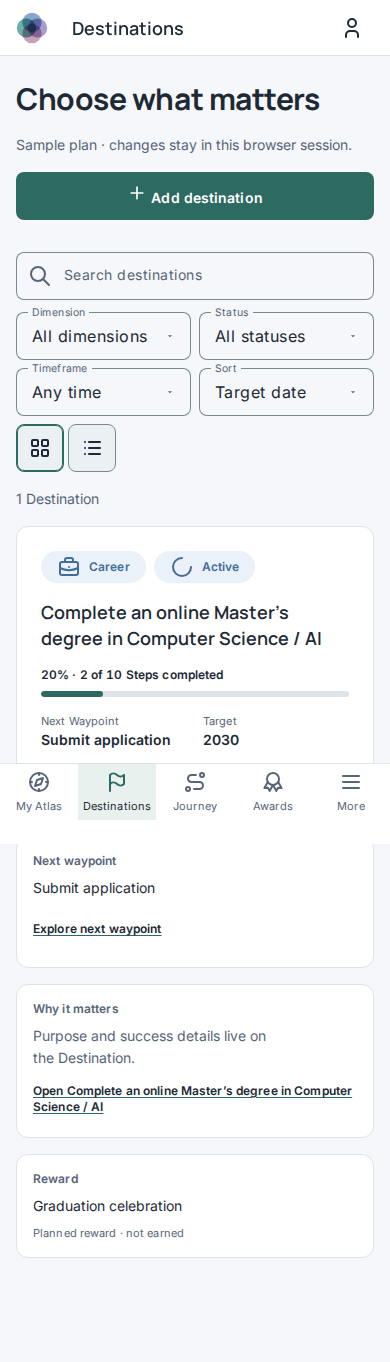 Destinations
Choose what matters
Sample plan · changes stay in this browser session.
Add destination
Search destinations
Dimension
All dimensions
Status
All statuses
Timeframe
Any time
Sort
Target date
1 Destination
Career
Active
Complete an online Master’s
degree in Computer Science / AI
20% · 2 of 10 Steps completed
Next Waypoint
Submit application
Target
2030
My Atlas
Destinations
Journey
Awards
More
Next waypoint
Submit application
Explore next waypoint
Why it matters
Purpose and success details live on
the Destination.
Open Complete an online Master’s degree in Computer
Science / AI
Reward
Graduation celebration
Planned reward · not earned